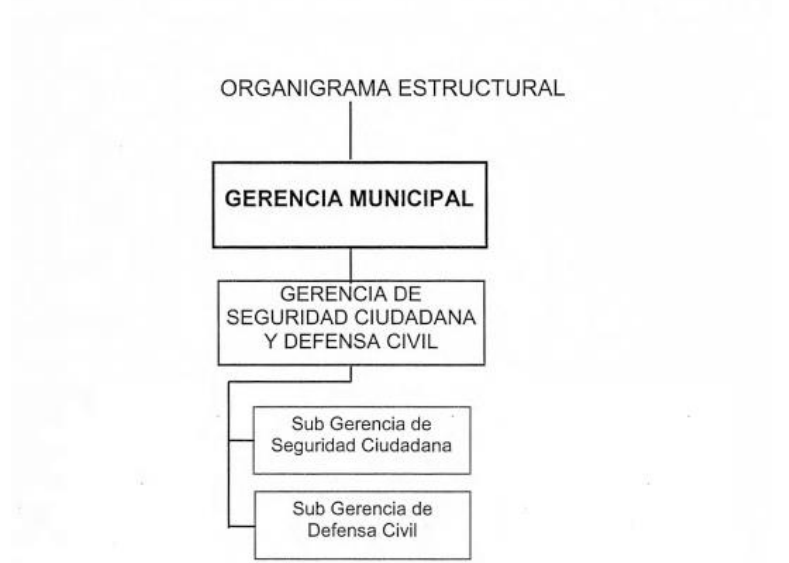 ORGANIGRAMA ESTRUCTURAL
GERENCIA MUNICIPAL
GERENCIA DE
SEGURIDAD CIUDADANA
Y DEFENSA CIVIL
Sub Gerencia de
Seguridad Ciudadana
Sub Gerencia de
Defensa Civil